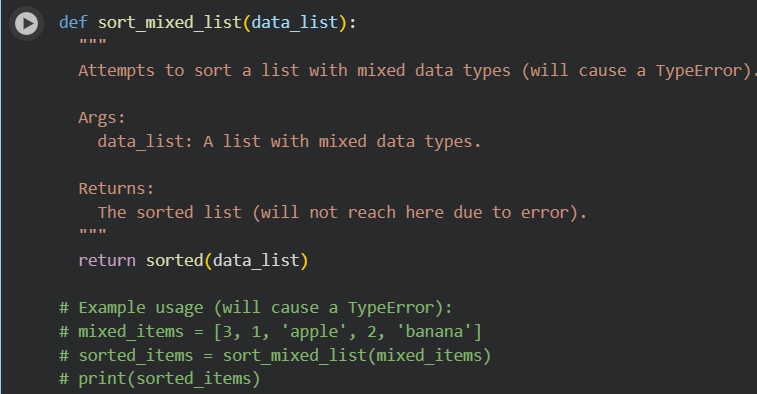 def sort_mixed_list(data_list):
  """
  Attempts to sort a list with mixed data types (will cause a TypeError).

  Args:
    data_list: A list with mixed data types.

  Returns:
    The sorted list (will not reach here due to error).
  """
  return sorted(data_list)

# Example usage (will cause a TypeError):
# mixed_items = [3, 1, 'apple', 2, 'banana']
# sorted_items = sort_mixed_list(mixed_items)
# print(sorted_items)